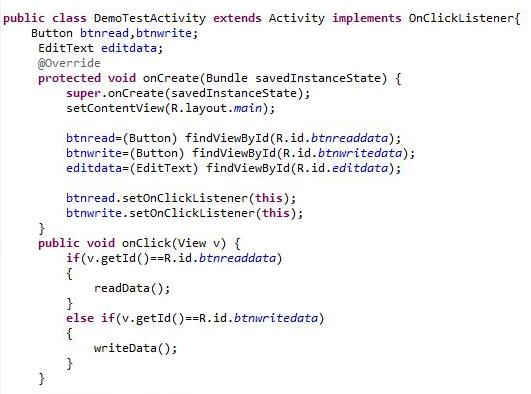 public class DemoTestActivity extends Activity implements OnClickListener{
Button btnread,btnwrite;
EditText editdata;
@Override
protected void onCreate(Bundle savedInstanceState) {
super.onCreate(savedInstanceState);
setContentView(R.layout.main);
btnread=(Button) findViewById(R.id.btnreaddata);
btnwrite=(Button) findViewById(R.id.btnwritedata);
editdata=(EditText) findViewById(R.id.editdata);
btnread.setOnClickListener(this);
btnwrite.setOnClickListener(this);
}
public void onClick(View v) {
if(v.getId()==R.id.btnreaddata)
{
readData();
}
else if(v.getId()==R.id.btnwritedata)
{
writeData();
}
}